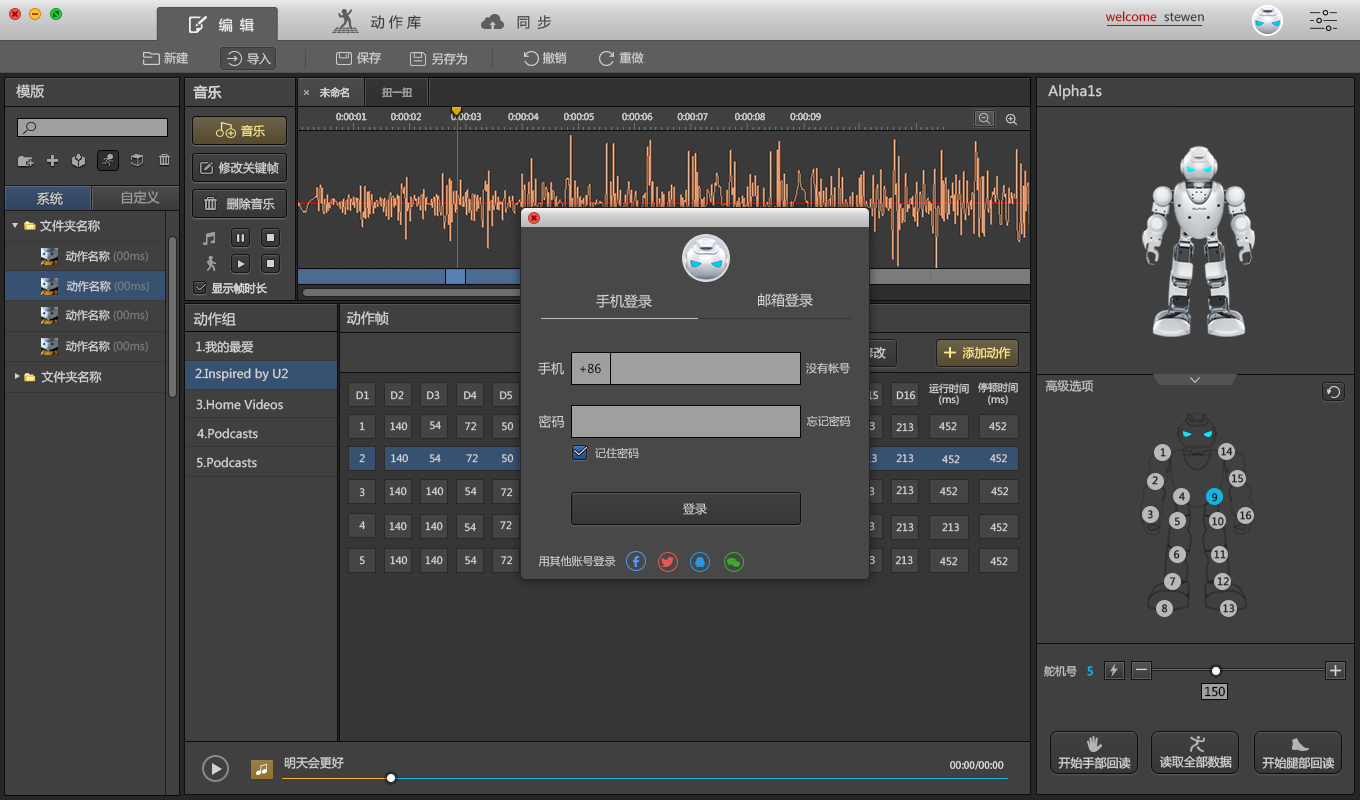 编 辑
动 作 库
同 步
welcome stewen
新建
导入
保存
另存为
撤销
重做
模版
系统
自定义
文件夹名称
动作名称 (00ms)
动作名称 (00ms)
动作名称 (00ms)
动作名称 (00ms)
文件夹名称
音乐
音乐
修改关键帧
删除音乐
显示帧时长
× 未命名
扭一扭
0:00:01 0:00:02 0:00:03 0:00:04 0:00:05 0:00:06 0:00:07 0:00:08 0:00:09
动作组
1.我的最爱
2.Inspired by U2
3.Home Videos
4.Podcasts
5.Podcasts
动作帧
修改
添加动作
D1 D2 D3 D4 D5 15 D16 运行时间(ms) 停顿时间(ms)
1 140 54 72 50 3 213 452 452
2 140 54 72 50 3 213 452 452
3 140 140 54 72 3 213 452 452
4 140 140 54 72 3 213 213 452
5 140 140 54 72 3 213 452 452
手机登录
邮箱登录
手机 +86 没有帐号
密码 忘记密码
记住密码
登录
用其他账号登录
明天会更好
00:00/00:00
Alpha1s
高级选项
1 14
2 15
4 9
3 5 10 16
6 11
7 12
8 13
舵机号 5
150
开始手部回读
读取全部数据
开始腿部回读